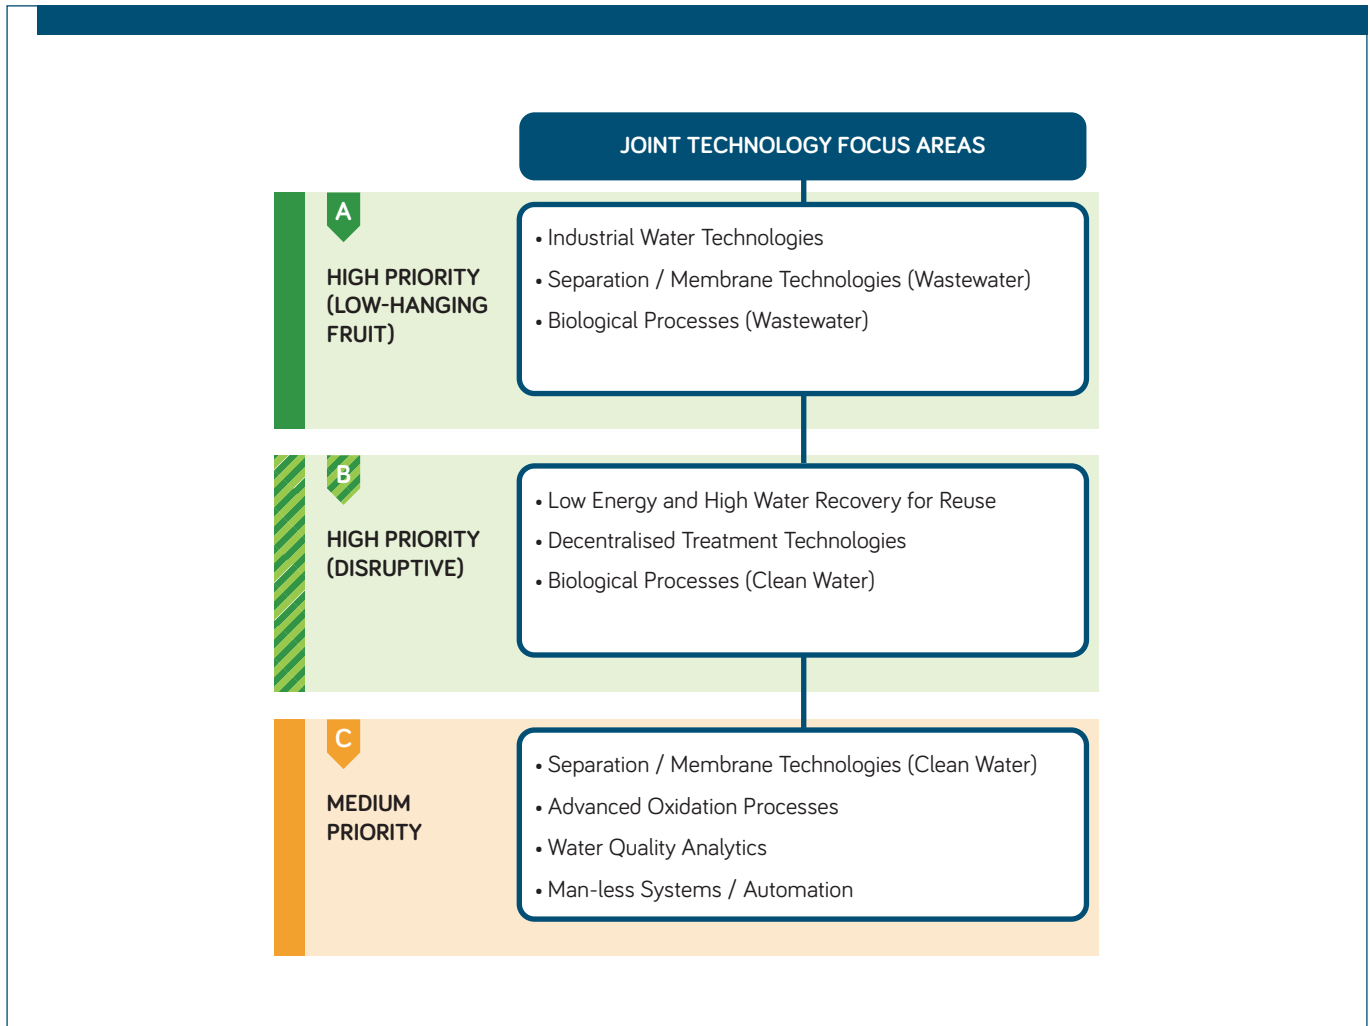 JOINT TECHNOLOGY FOCUS AREAS
A
HIGH PRIORITY
(LOW-HANGING
FRUIT)
• Industrial Water Technologies
• Separation / Membrane Technologies (Wastewater)
• Biological Processes (Wastewater)
B
HIGH PRIORITY
(DISRUPTIVE)
• Low Energy and High Water Recovery for Reuse
• Decentralised Treatment Technologies
• Biological Processes (Clean Water)
C
MEDIUM
PRIORITY
• Separation / Membrane Technologies (Clean Water)
• Advanced Oxidation Processes
• Water Quality Analytics
• Man-less Systems / Automation